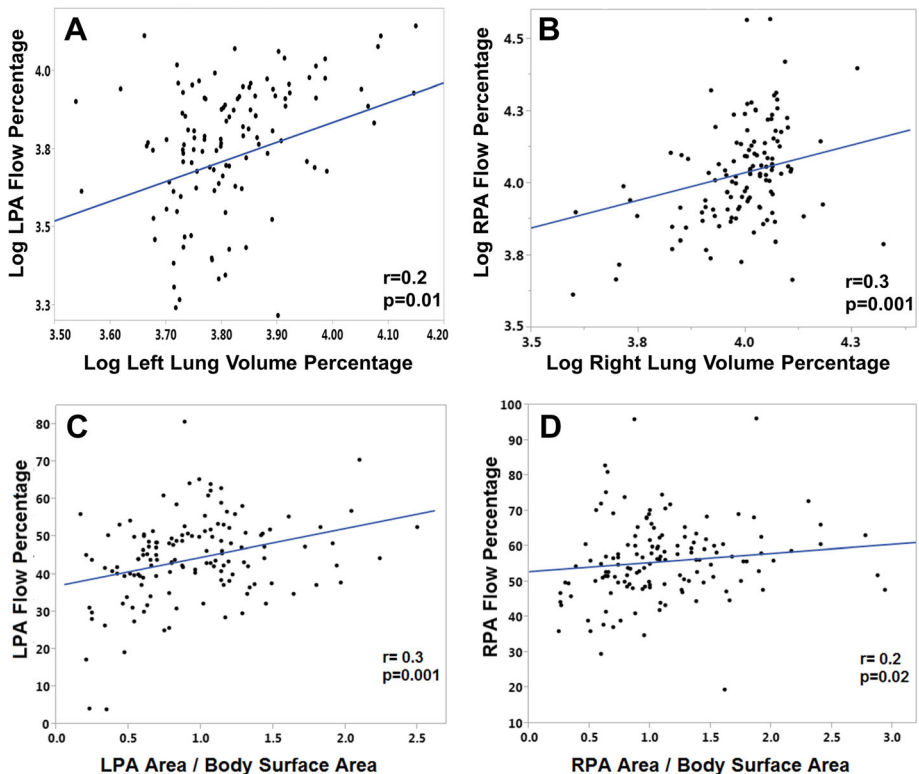 A
Log LPA Flow Percentage
4.0
3.8
3.5
3.3
3.50 3.60 3.70 3.80 3.90 4.00 4.10 4.20
r=0.2
p=0.01
Log Left Lung Volume Percentage
B
Log RPA Flow Percentage
4.5
4.3
4.0
3.8
3.5
3.5 3.8 4.0 4.3
r=0.3
p=0.001
Log Right Lung Volume Percentage
C
LPA Flow Percentage
80
70
60
50
40
30
20
10
0
0.0 0.5 1.0 1.5 2.0 2.5
r= 0.3
p=0.001
LPA Area / Body Surface Area
D
RPA Flow Percentage
100
90
80
70
60
50
40
30
20
10
0.0 0.5 1.0 1.5 2.0 2.5 3.0
r= 0.2
p=0.02
RPA Area / Body Surface Area